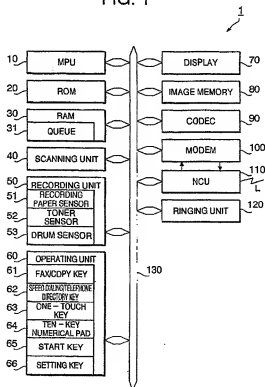 FIG. 1
1
10
MPU
20
ROM
30
RAM
31
QUEUE
40
SCANNING UNIT
50
RECORDING UNIT
51
RECORDING
PAPER SENSOR
52
TONER
SENSOR
53
DRUM SENSOR
60
OPERATING UNIT
61
FAX/COPY KEY
62
SPEED DIALING/TELEPHONE
DIRECTORY KEY
63
ONE-TOUCH
KEY
64
TEN-KEY
NUMERICAL PAD
65
START KEY
66
SETTING KEY
DISPLAY
70
IMAGE MEMORY
80
CODEC
90
MODEM
100
NCU
110
L
RINGING UNIT
120
130